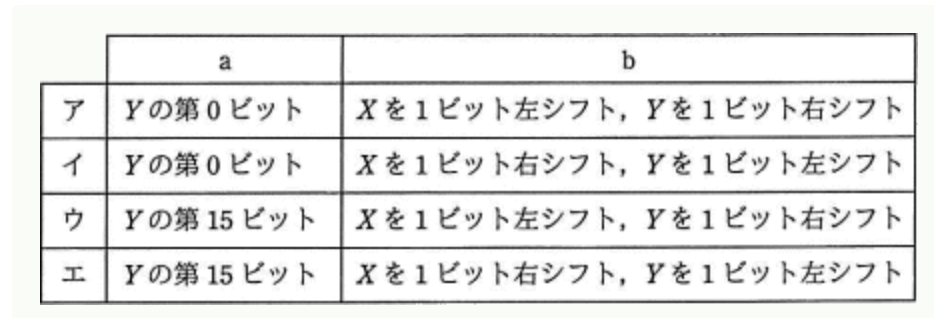 a b
ア Yの第0ビット Xを1ビット左シフト，Yを1ビット右シフト
イ Yの第0ビット Xを1ビット右シフト，Yを1ビット左シフト
ウ Yの第15ビット Xを1ビット左シフト，Yを1ビット右シフト
エ Yの第15ビット Xを1ビット右シフト，Yを1ビット左シフト